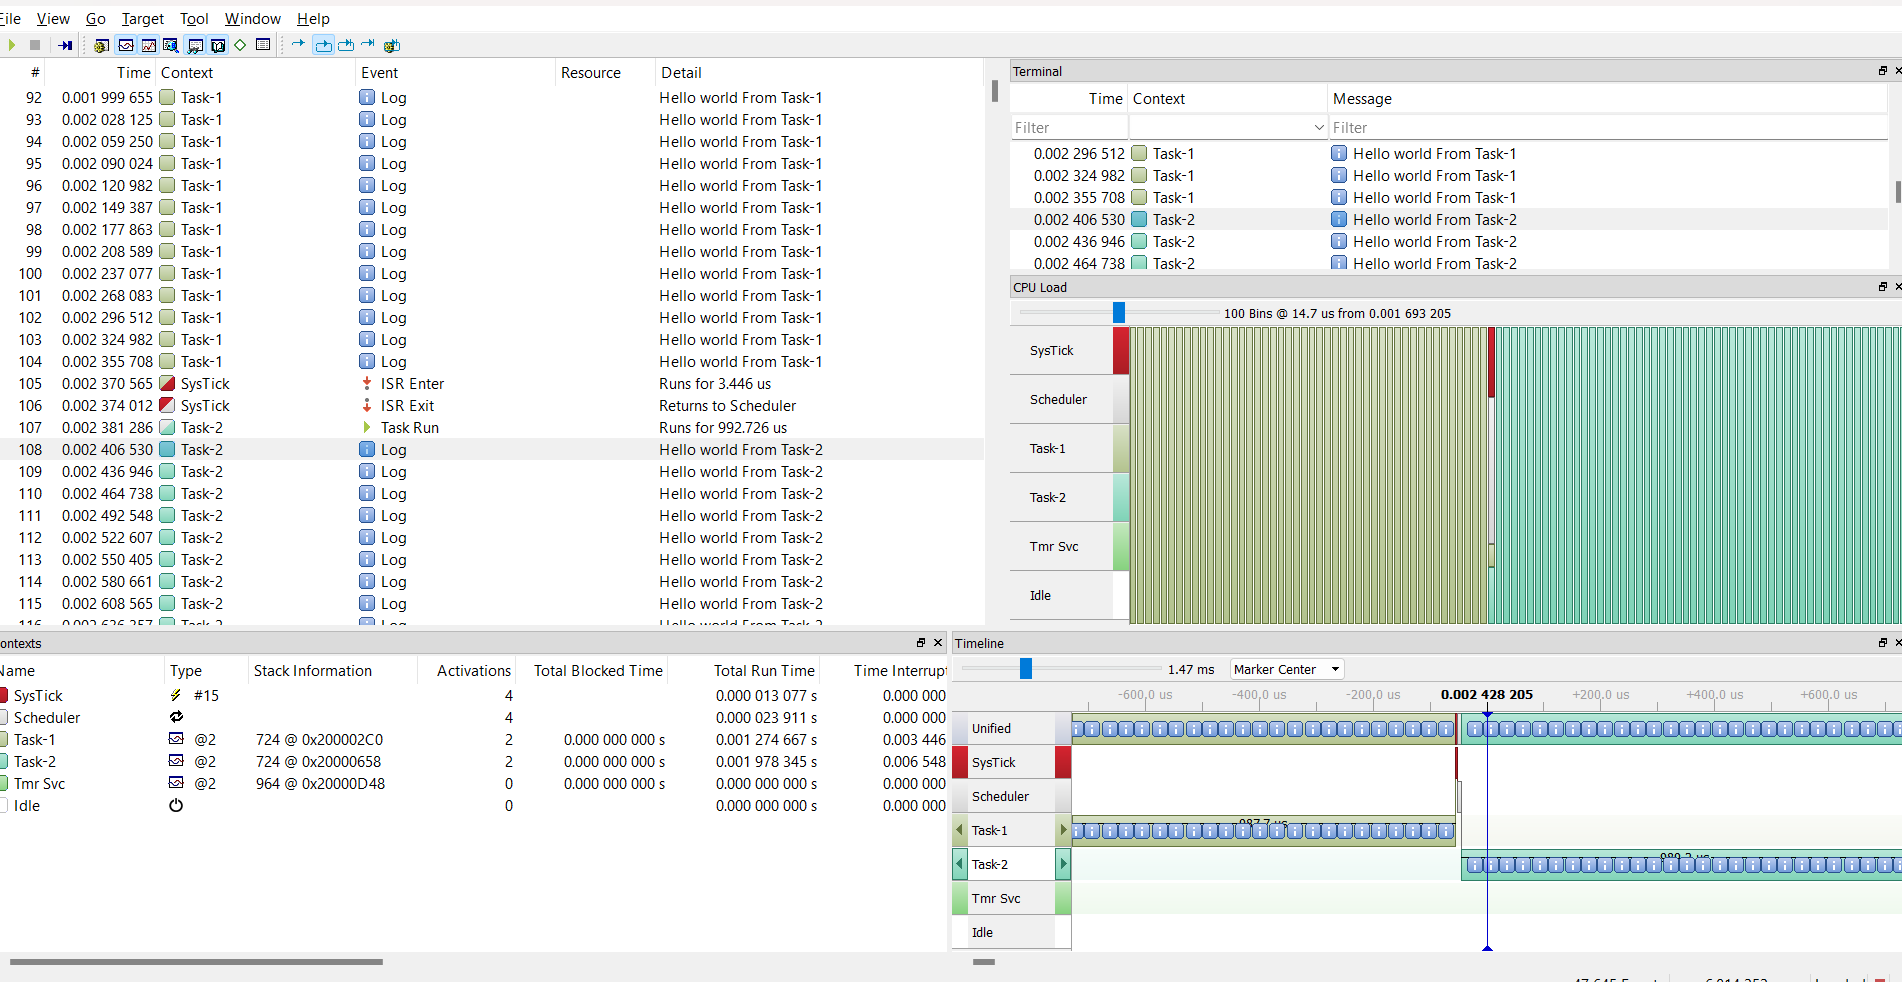 File View Go Target Tool Window Help
# Time Context Event Resource Detail
92 0.001 999 655 Task-1 Log Hello world From Task-1
93 0.002 028 125 Task-1 Log Hello world From Task-1
94 0.002 059 250 Task-1 Log Hello world From Task-1
95 0.002 090 024 Task-1 Log Hello world From Task-1
96 0.002 120 982 Task-1 Log Hello world From Task-1
97 0.002 149 387 Task-1 Log Hello world From Task-1
98 0.002 177 863 Task-1 Log Hello world From Task-1
99 0.002 208 589 Task-1 Log Hello world From Task-1
100 0.002 237 077 Task-1 Log Hello world From Task-1
101 0.002 268 083 Task-1 Log Hello world From Task-1
102 0.002 296 512 Task-1 Log Hello world From Task-1
103 0.002 324 982 Task-1 Log Hello world From Task-1
104 0.002 355 708 Task-1 Log Hello world From Task-1
105 0.002 370 565 SysTick ISR Enter Runs for 3.446 us
106 0.002 374 012 SysTick ISR Exit Returns to Scheduler
107 0.002 381 286 Task-2 Task Run Runs for 992.726 us
108 0.002 406 530 Task-2 Log Hello world From Task-2
109 0.002 436 946 Task-2 Log Hello world From Task-2
110 0.002 464 738 Task-2 Log Hello world From Task-2
111 0.002 492 548 Task-2 Log Hello world From Task-2
112 0.002 522 607 Task-2 Log Hello world From Task-2
113 0.002 550 405 Task-2 Log Hello world From Task-2
114 0.002 580 661 Task-2 Log Hello world From Task-2
115 0.002 608 565 Task-2 Log Hello world From Task-2
116 0.002 636 357 Task-2 Log Hello world From Task-2
Terminal
Time Context Message
Filter Filter
0.002 296 512 Task-1 Hello world From Task-1
0.002 324 982 Task-1 Hello world From Task-1
0.002 355 708 Task-1 Hello world From Task-1
0.002 406 530 Task-2 Hello world From Task-2
0.002 436 946 Task-2 Hello world From Task-2
0.002 464 738 Task-2 Hello world From Task-2
CPU Load
100 Bins @ 14.7 us from 0.001 693 205
SysTick
Scheduler
Task-1
Task-2
Tmr Svc
Idle
ontexts
Name Type Stack Information Activations Total Blocked Time Total Run Time Time Interrupt
SysTick #15 4 0.000 013 077 s 0.000 000
Scheduler 4 0.000 023 911 s 0.000 000
Task-1 @2 724 @ 0x200002C0 2 0.000 000 000 s 0.001 274 667 s 0.003 446
Task-2 @2 724 @ 0x20000658 2 0.000 000 000 s 0.001 978 345 s 0.006 548
Tmr Svc @2 964 @ 0x20000D48 0 0.000 000 000 s 0.000 000 000 s 0.000 000
Idle 0 0.000 000 000 s 0.000 000
Timeline
1.47 ms Marker Center
-600,0 us -400,0 us -200,0 us 0.002 428 205 +200,0 us +400,0 us +600,0 us
Unified
SysTick
Scheduler
Task-1
Task-2
Tmr Svc
Idle